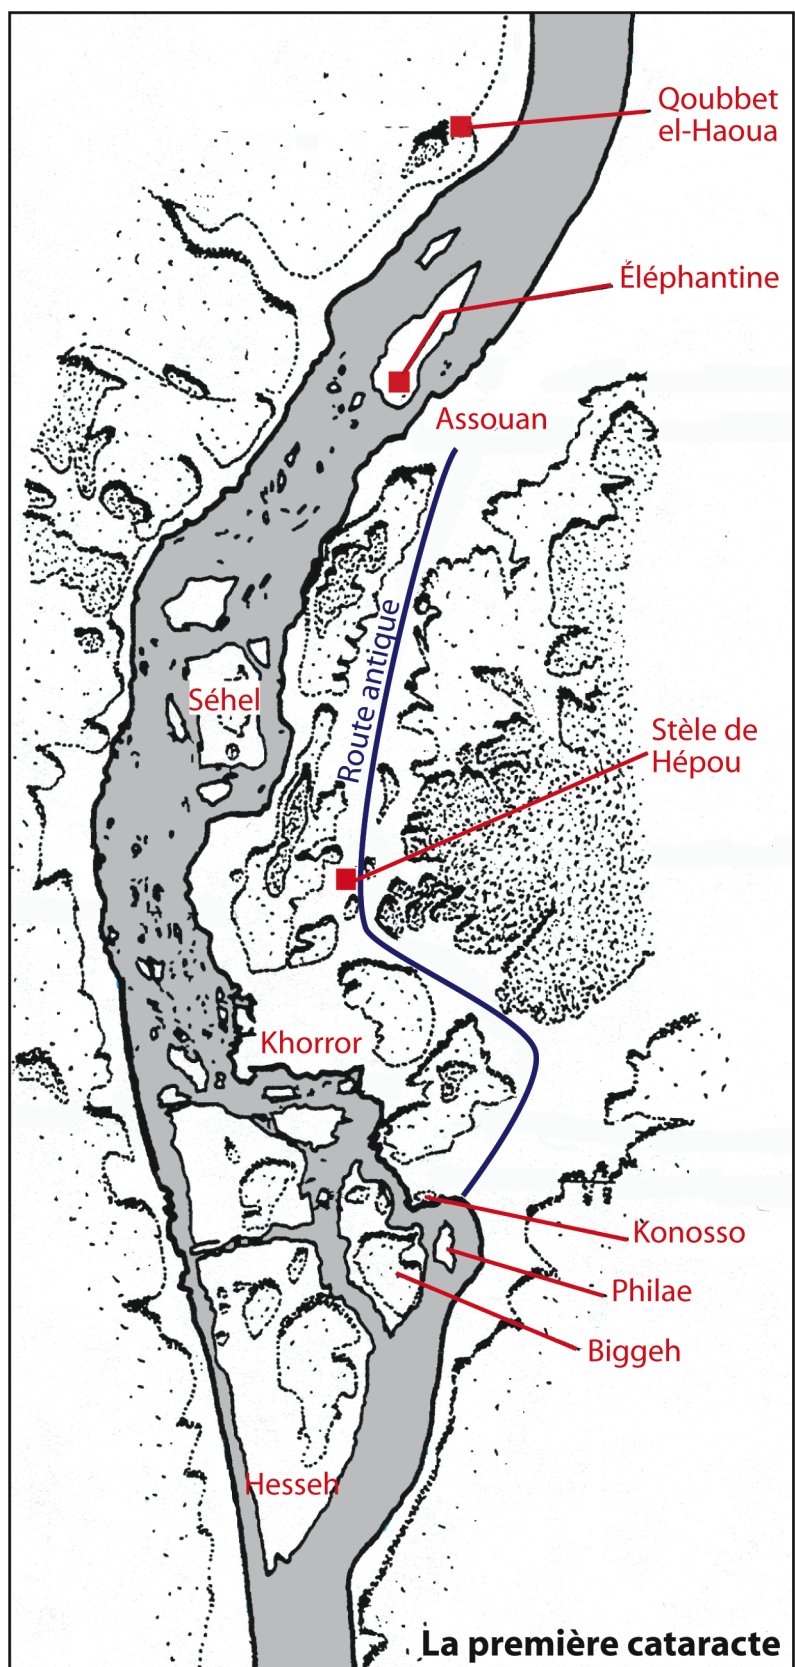 Qoubbet
el-Haoua
Éléphantine
Assouan
Route antique
Séhel
Stèle de
Hépou
Khorror
Konosso
Philae
Biggeh
Hesseh
La première cataracte